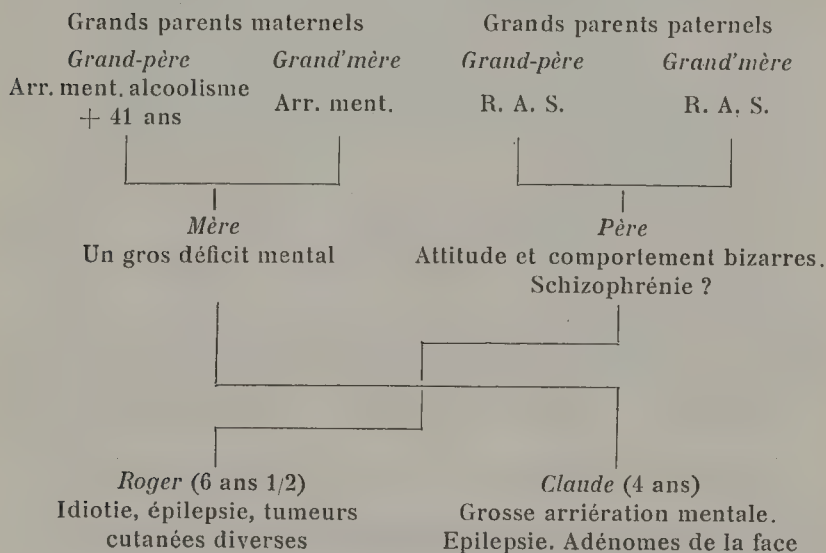 Grands parents maternels Grands parents paternels
Grand-père Grand'mère Grand-père Grand'mère
Arr. ment. alcoolisme
+ 41 ans Arr. ment. R. A. S. R. A. S.
Mère Père
Un gros déficit mental Attitude et comportement bizarres.
Schizophrénie ?
Roger (6 ans 1/2) Claude (4 ans)
Idiotie, épilepsie, tumeurs Grosse arriération mentale.
cutanées diverses Epilepsie. Adénomes de la face